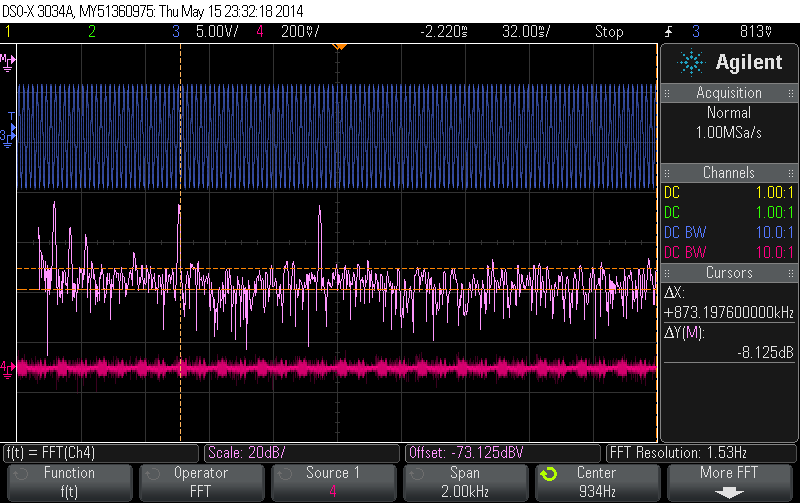 DSO-X 3034A, MY51360975: Thu May 15 23:32:18 2014
1 2 3 5.00V/ 4 200ᵐ/ -2.220ms 32.00ms/ Stop 3 813ᵐV
M
T
3
4
Agilent
Acquisition
Normal
1.00MSa/s
Channels
DC 1.00:1
DC 1.00:1
DC BW 10.0:1
DC BW 10.0:1
Cursors
ΔX:
+873.197600000kHz
ΔY(M):
-8.125dB
f(t) = FFT(Ch4) Scale: 20dB/ Offset: -73.125dBV FFT Resolution: 1.53Hz
Function Operator Source 1 Span Center More FFT
f(t) FFT 4 2.00kHz 934Hz